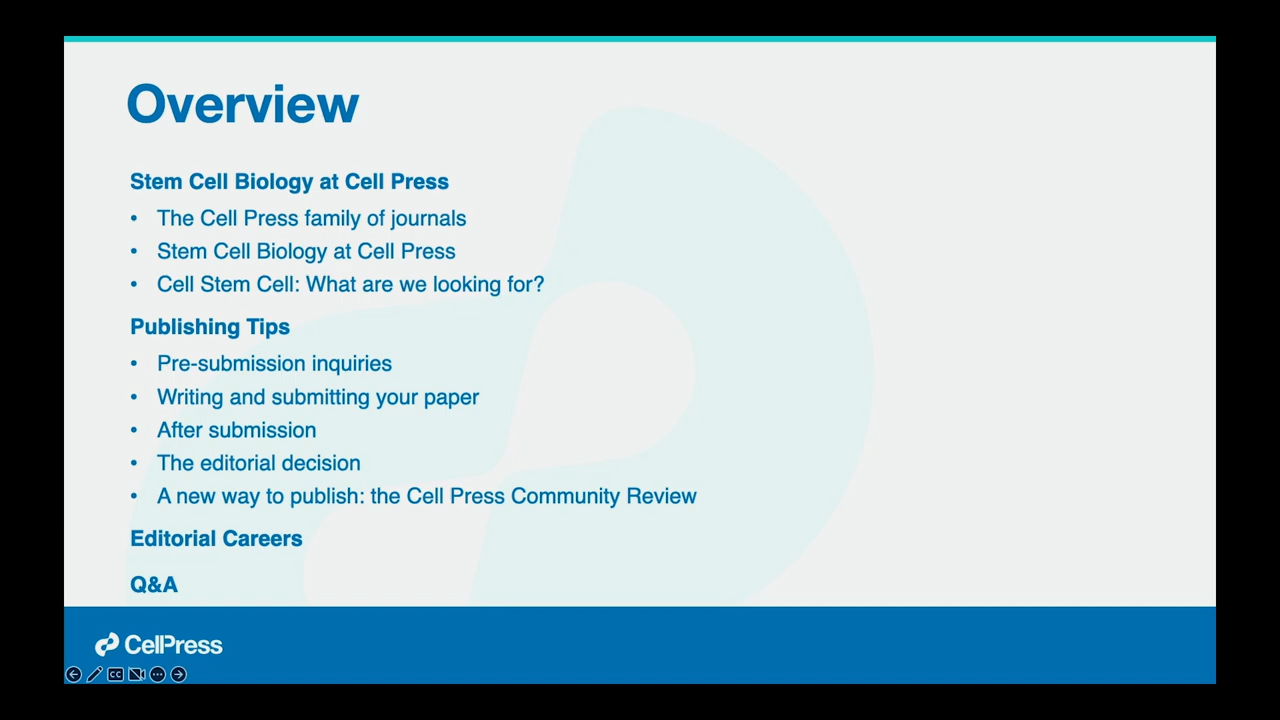 Overview
Stem Cell Biology at Cell Press
• The Cell Press family of journals
• Stem Cell Biology at Cell Press
• Cell Stem Cell: What are we looking for?
Publishing Tips
• Pre-submission inquiries
• Writing and submitting your paper
• After submission
• The editorial decision
• A new way to publish: the Cell Press Community Review
Editorial Careers
Q&A
CellPress
CC